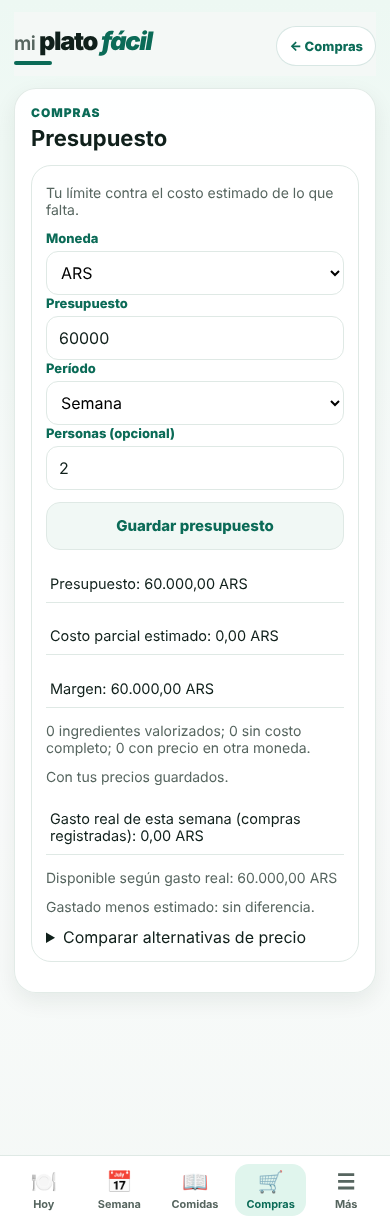 mi plato fácil
← Compras
COMPRAS
Presupuesto
Tu límite contra el costo estimado de lo que
falta.
Moneda
ARS
Presupuesto
60000
Período
Semana
Personas (opcional)
2
Guardar presupuesto
Presupuesto: 60.000,00 ARS
Costo parcial estimado: 0,00 ARS
Margen: 60.000,00 ARS
0 ingredientes valorizados; 0 sin costo
completo; 0 con precio en otra moneda.
Con tus precios guardados.
Gasto real de esta semana (compras
registradas): 0,00 ARS
Disponible según gasto real: 60.000,00 ARS
Gastado menos estimado: sin diferencia.
▶ Comparar alternativas de precio
July
17
Hoy
Semana
Comidas
Compras
Más